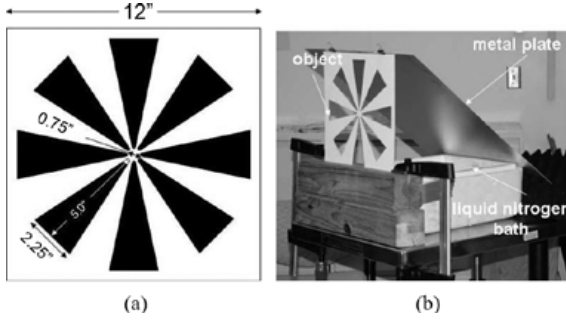 12"
0.75"
5.0"
2.25"
(a)
object
metal plate
liquid nitrogen
bath
(b)